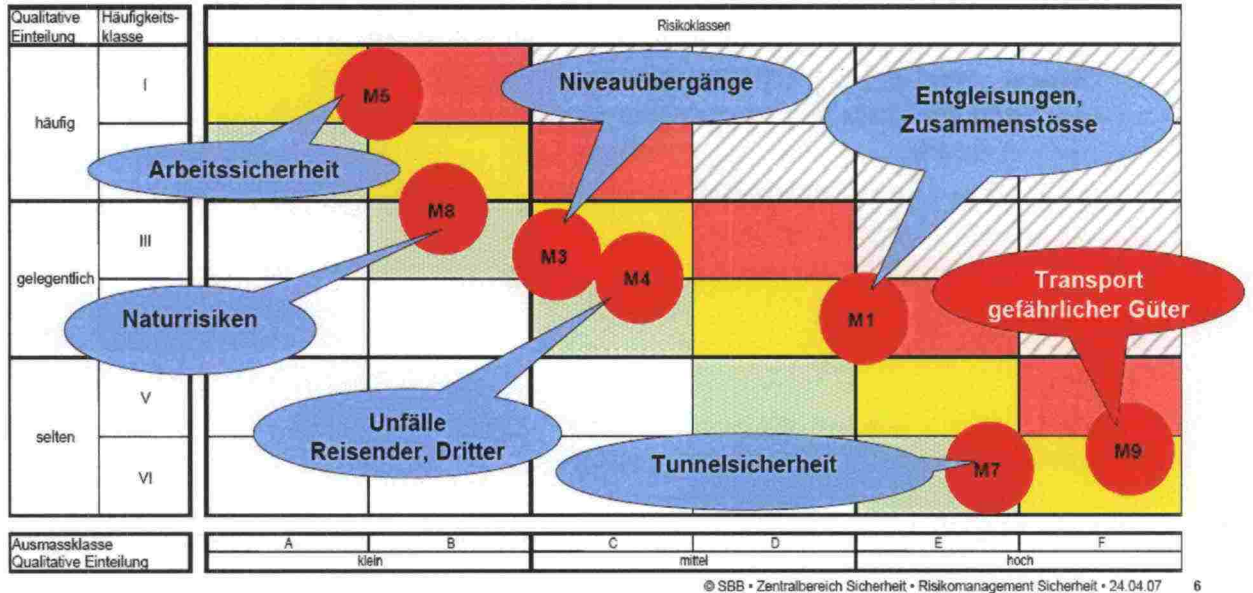 Qualitative Einteilung
Häufigkeits-klasse
Risikoklassen
häufig
I
M5
Niveauübergänge
Entgleisungen,
Zusammenstösse
Arbeitssicherheit
M8
gelegentlich
III
M3
M4
M1
Transport
gefährlicher Güter
Naturrisiken
selten
V
VI
Unfälle
Reisender, Dritter
Tunnelsicherheit
M7
M9
Ausmassklasse
A B C D E F
Qualitative Einteilung
klein mittel hoch
© SBB • Zentralbereich Sicherheit • Risikomanagement Sicherheit • 24.04.07 6